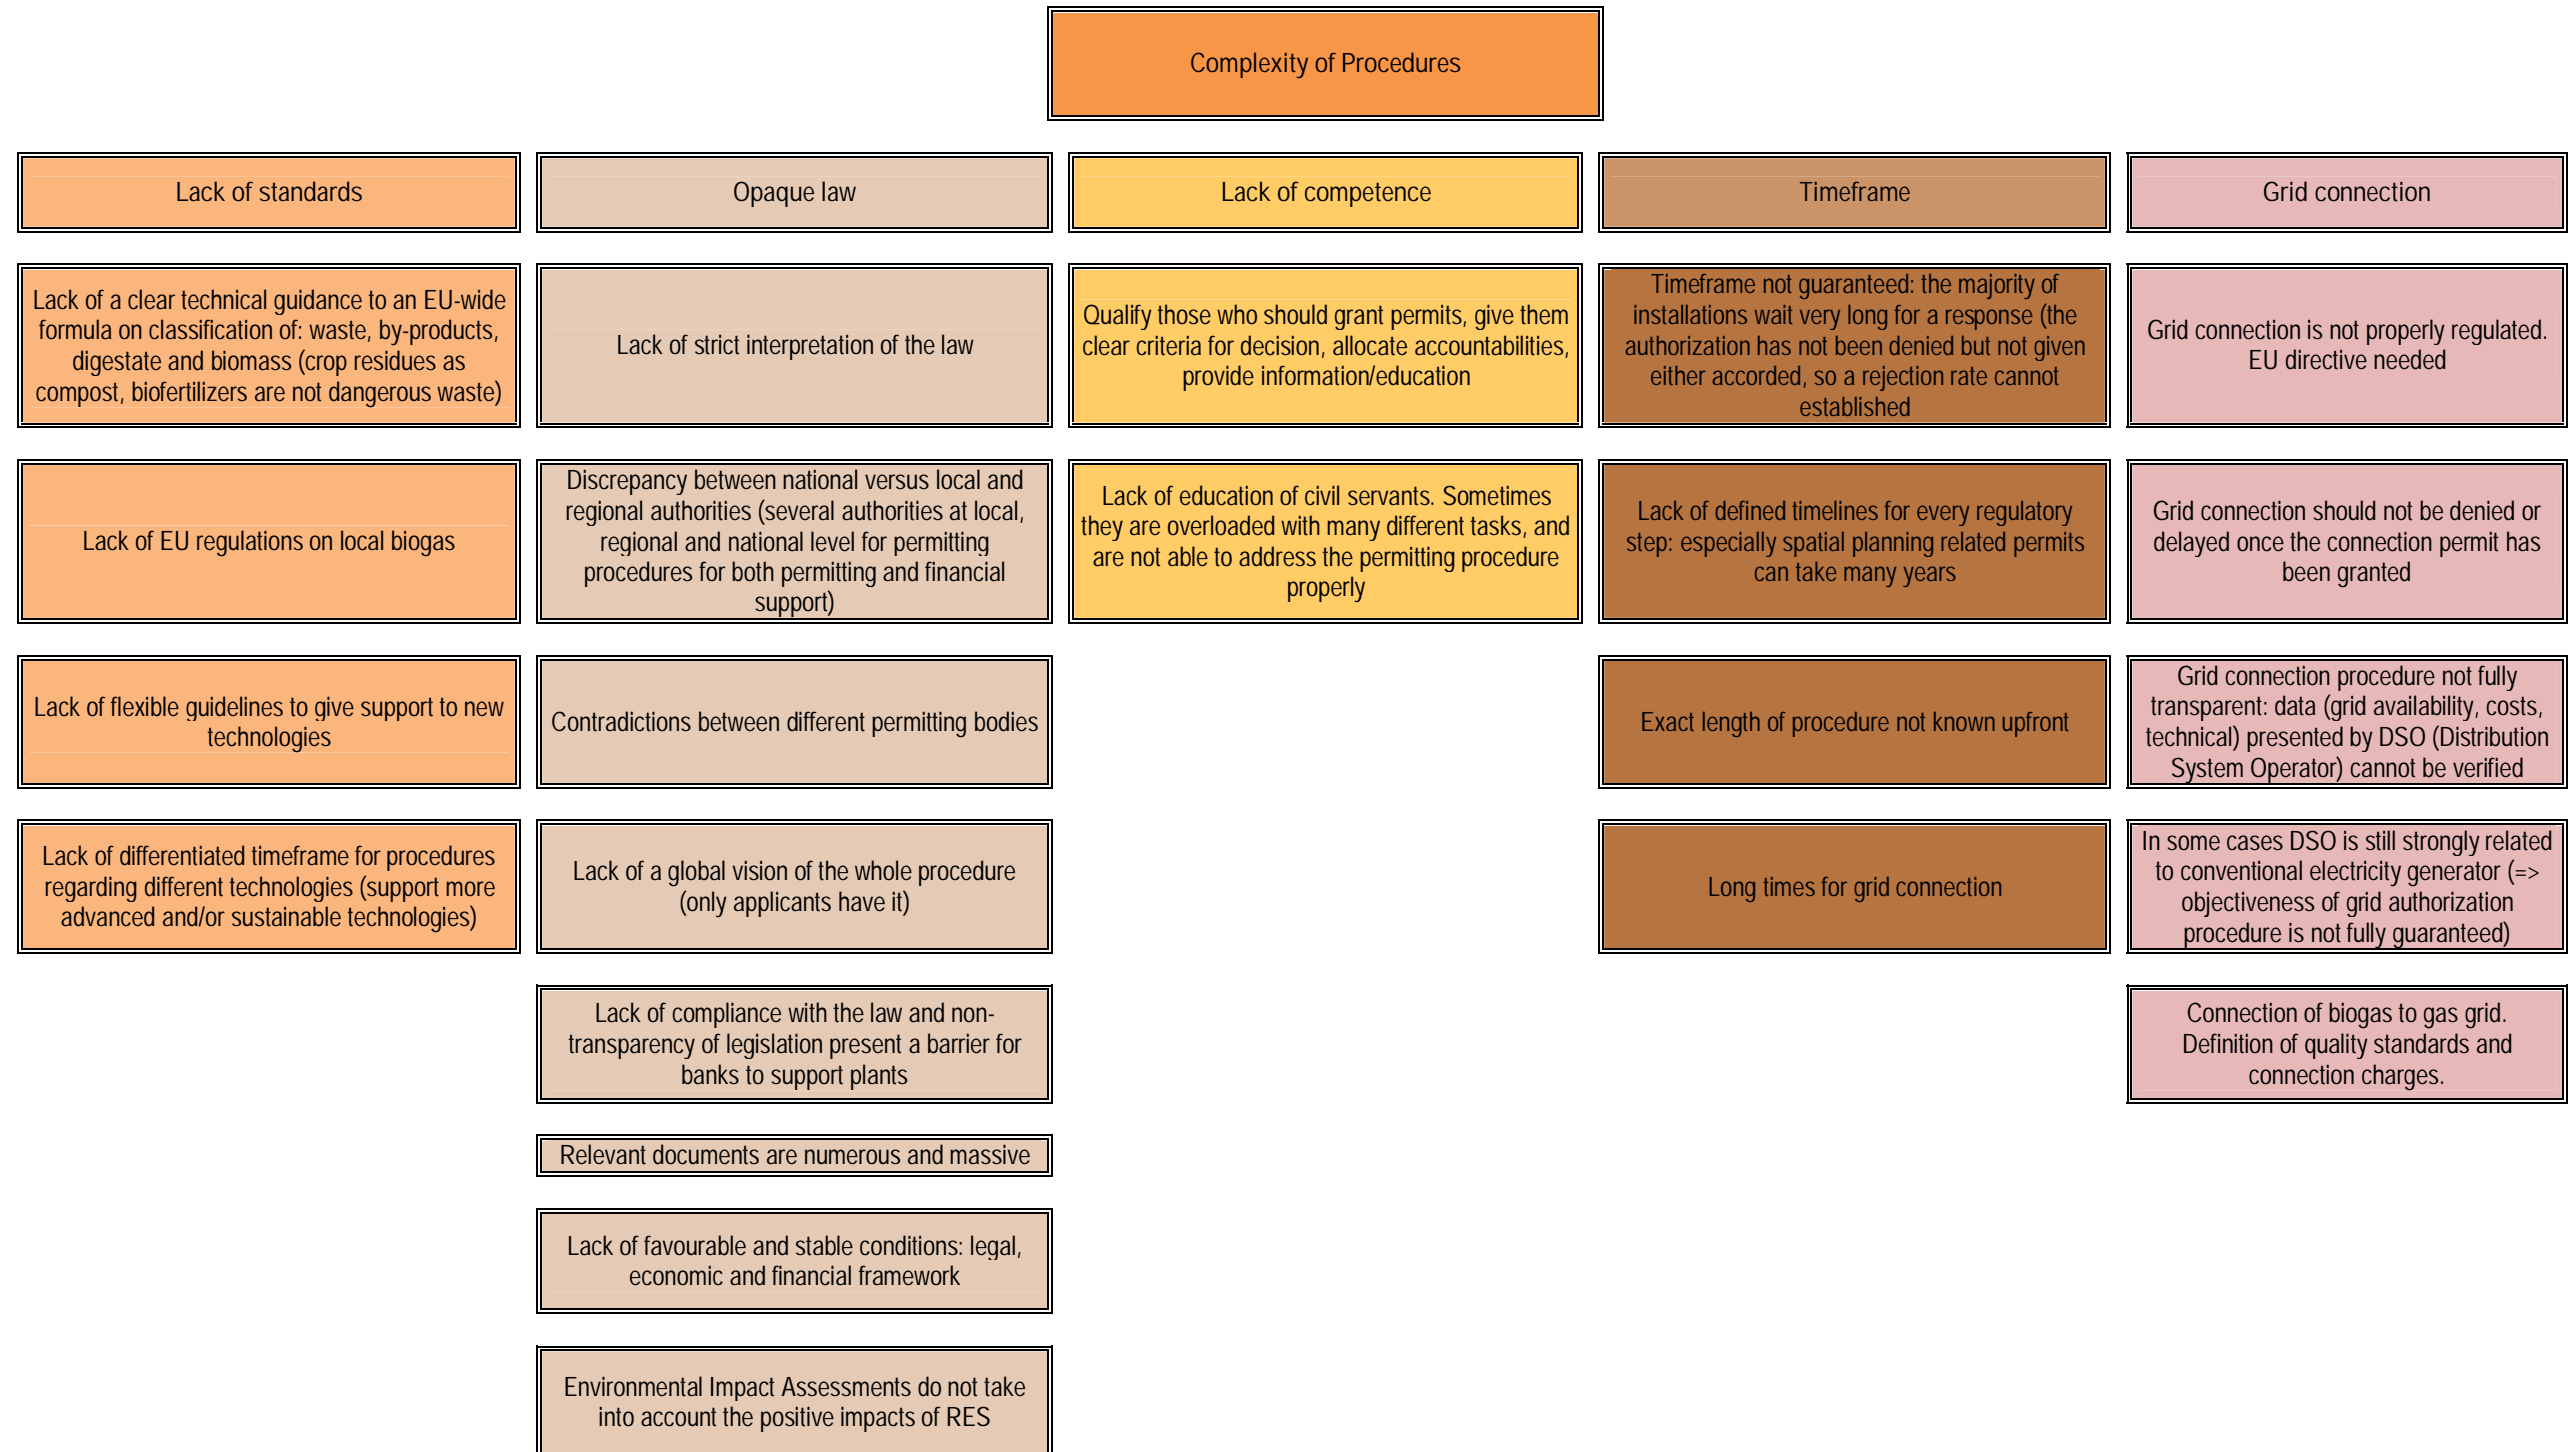 Complexity of Procedures
Lack of standards
Opaque law
Lack of competence
Timeframe
Grid connection
Lack of a clear technical guidance to an EU-wide
formula on classification of: waste, by-products,
digestate and biomass (crop residues as
compost, biofertilizers are not dangerous waste)
Lack of strict interpretation of the law
Qualify those who should grant permits, give them
clear criteria for decision, allocate accountabilities,
provide information/education
Timeframe not guaranteed: the majority of
installations wait very long for a response (the
authorization has not been denied but not given
either accorded, so a rejection rate cannot
established
Grid connection is not properly regulated.
EU directive needed
Lack of EU regulations on local biogas
Discrepancy between national versus local and
regional authorities (several authorities at local,
regional and national level for permitting
procedures for both permitting and financial
support)
Lack of education of civil servants. Sometimes
they are overloaded with many different tasks, and
are not able to address the permitting procedure
properly
Lack of defined timelines for every regulatory
step: especially spatial planning related permits
can take many years
Grid connection should not be denied or
delayed once the connection permit has
been granted
Lack of flexible guidelines to give support to new
technologies
Contradictions between different permitting bodies
Exact length of procedure not known upfront
Grid connection procedure not fully
transparent: data (grid availability, costs,
technical) presented by DSO (Distribution
System Operator) cannot be verified
Lack of differentiated timeframe for procedures
regarding different technologies (support more
advanced and/or sustainable technologies)
Lack of a global vision of the whole procedure
(only applicants have it)
Long times for grid connection
In some cases DSO is still strongly related
to conventional electricity generator (=>
objectiveness of grid authorization
procedure is not fully guaranteed)
Lack of compliance with the law and non-
transparency of legislation present a barrier for
banks to support plants
Connection of biogas to gas grid.
Definition of quality standards and
connection charges.
Relevant documents are numerous and massive
Lack of favourable and stable conditions: legal,
economic and financial framework
Environmental Impact Assessments do not take
into account the positive impacts of RES